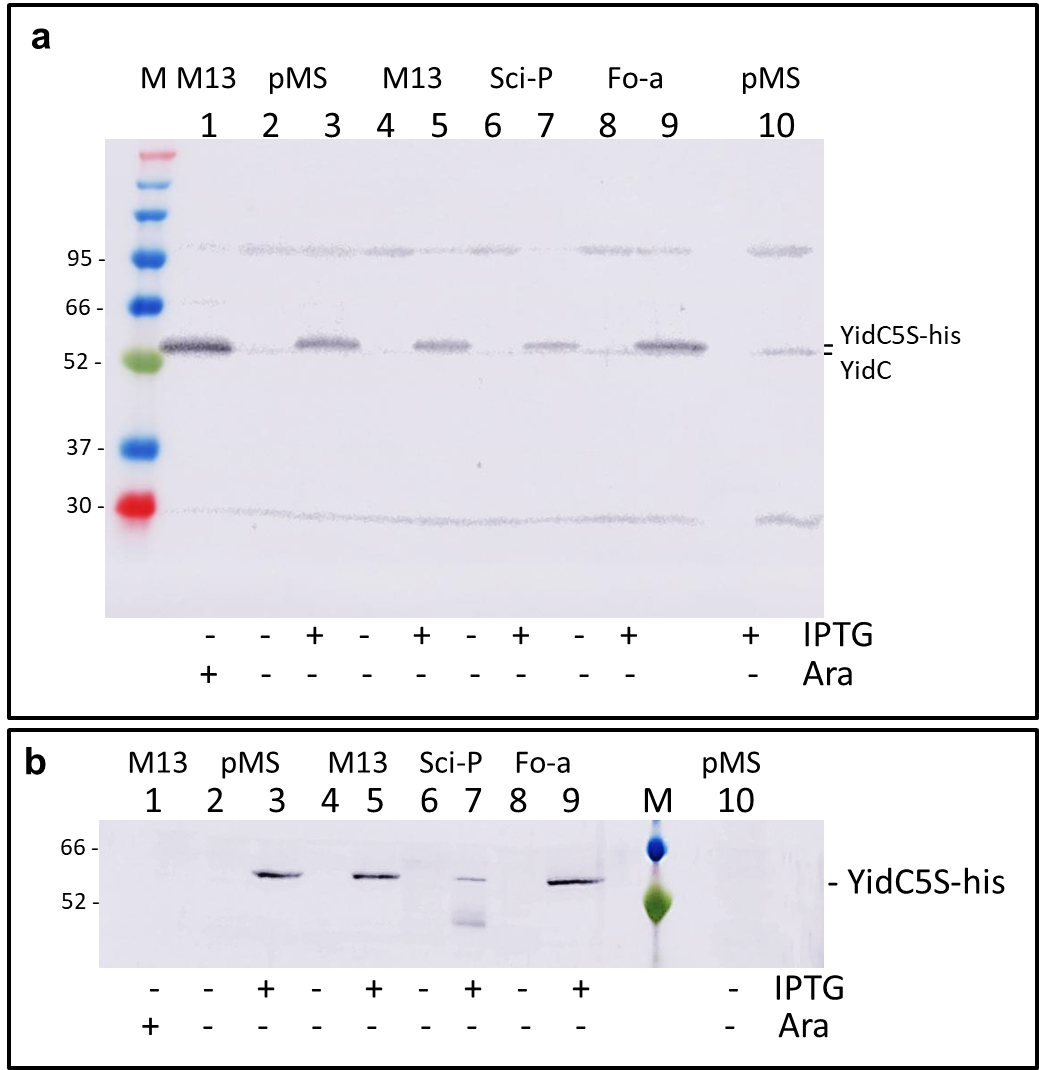 a
M M13 pMS M13 Sci-P Fo-a pMS
1 2 3 4 5 6 7 8 9 10
95 -
66 -
YidC5S-his
52 -
YidC
37 -
30 -
- - + - + - + - + + IPTG
+ - - - - - - - - - Ara
b
M13 pMS M13 Sci-P Fo-a pMS
1 2 3 4 5 6 7 8 9 M 10
66 -
- YidC5S-his
52 -
- - + - + - + - + - IPTG
+ - - - - - - - - - Ara